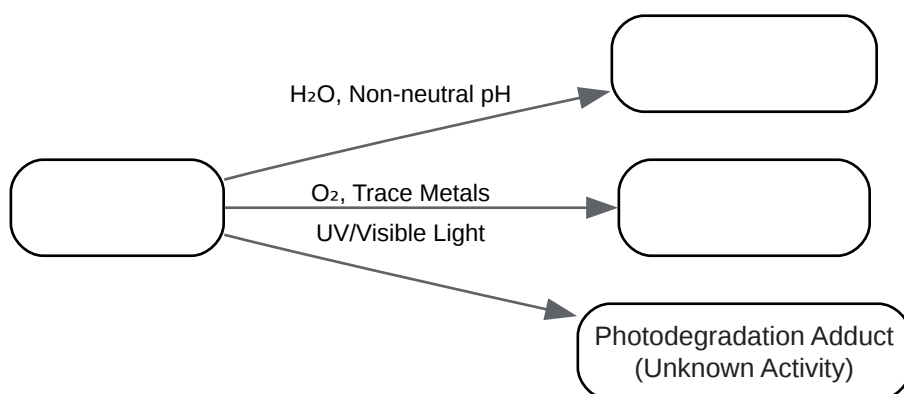 H₂O, Non-neutral pH
O₂, Trace Metals
UV/Visible Light
Photodegradation Adduct
(Unknown Activity)